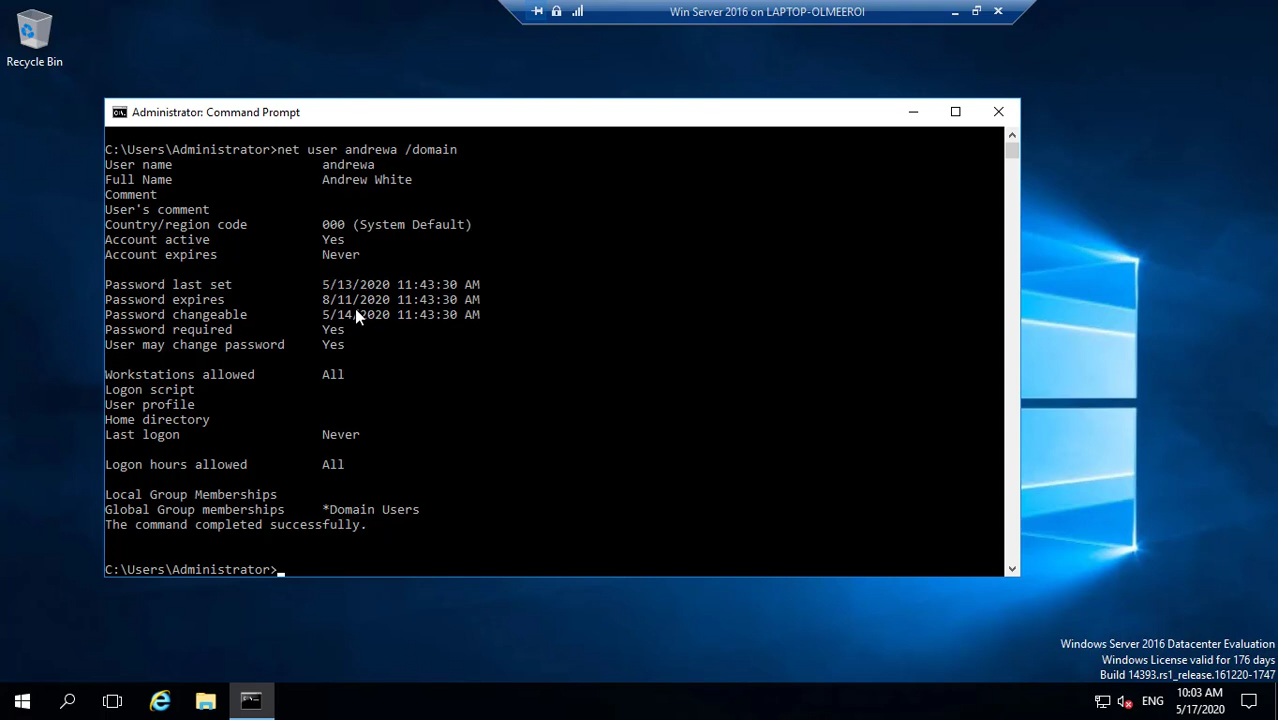 Win Server 2016 on LAPTOP-OLMEEROI
Recycle Bin
Administrator: Command Prompt
C:\Users\Administrator>net user andrewa /domain
User name andrewa
Full Name Andrew White
Comment
User's comment
Country/region code 000 (System Default)
Account active Yes
Account expires Never
Password last set 5/13/2020 11:43:30 AM
Password expires 8/11/2020 11:43:30 AM
Password changeable 5/14/2020 11:43:30 AM
Password required Yes
User may change password Yes
Workstations allowed All
Logon script
User profile
Home directory
Last logon Never
Logon hours allowed All
Local Group Memberships
Global Group memberships *Domain Users
The command completed successfully.
C:\Users\Administrator>
Windows Server 2016 Datacenter Evaluation
Windows License valid for 176 days
Build 14393.rs1_release.161220-1747
ENG
10:03 AM
5/17/2020